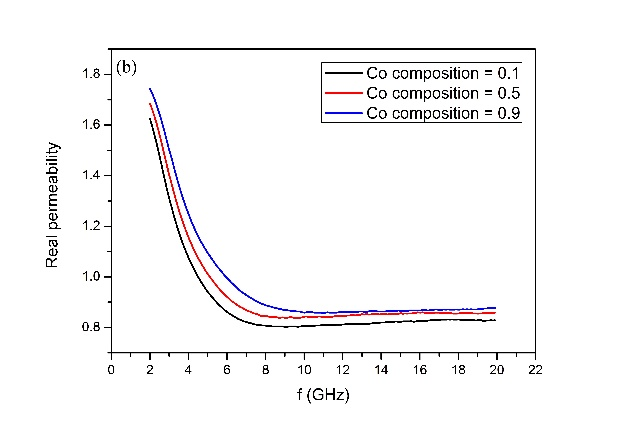 (b)
Co composition = 0.1
Co composition = 0.5
Co composition = 0.9
Real permeability
1.8
1.6
1.4
1.2
1.0
0.8
0 2 4 6 8 10 12 14 16 18 20 22
f (GHz)